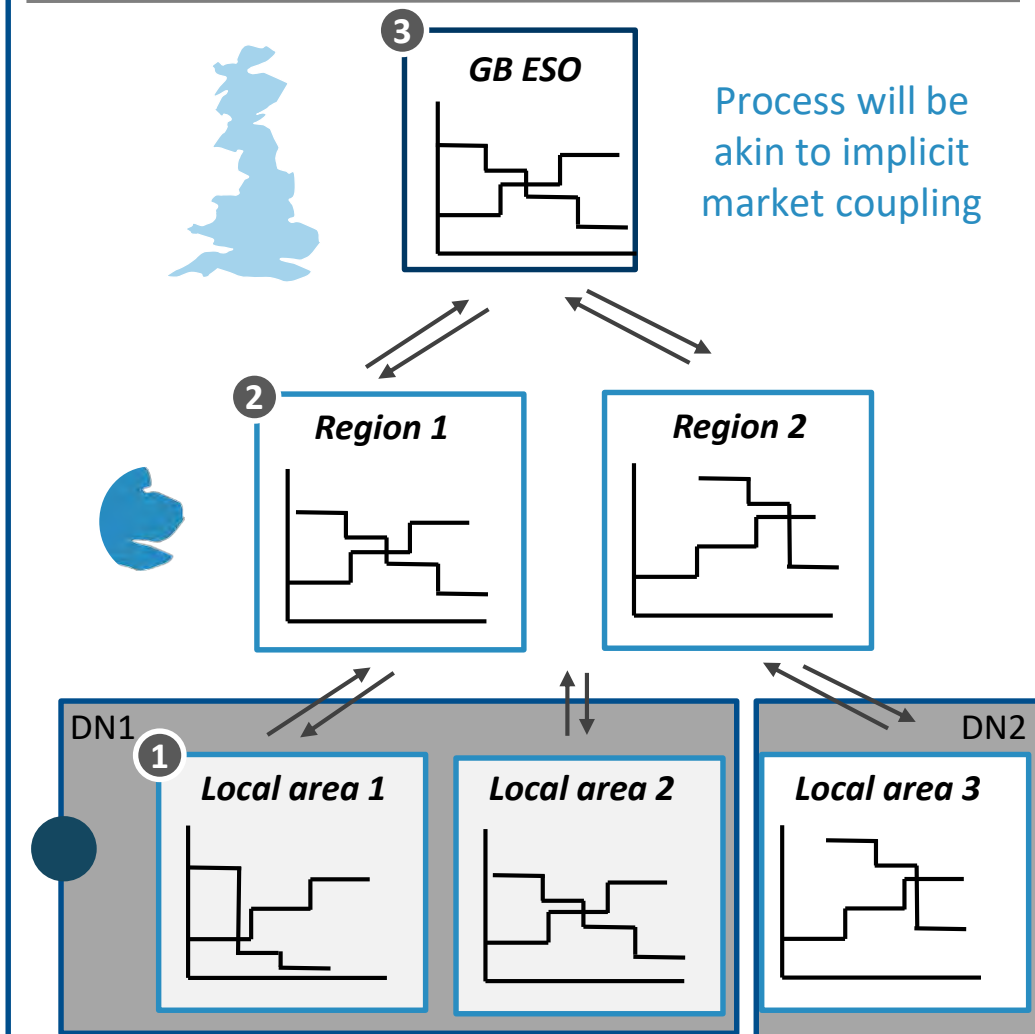 3
GB ESO
Process will be
akin to implicit
market coupling
2
Region 1
Region 2
DN1
DN2
1
Local area 1
Local area 2
Local area 3